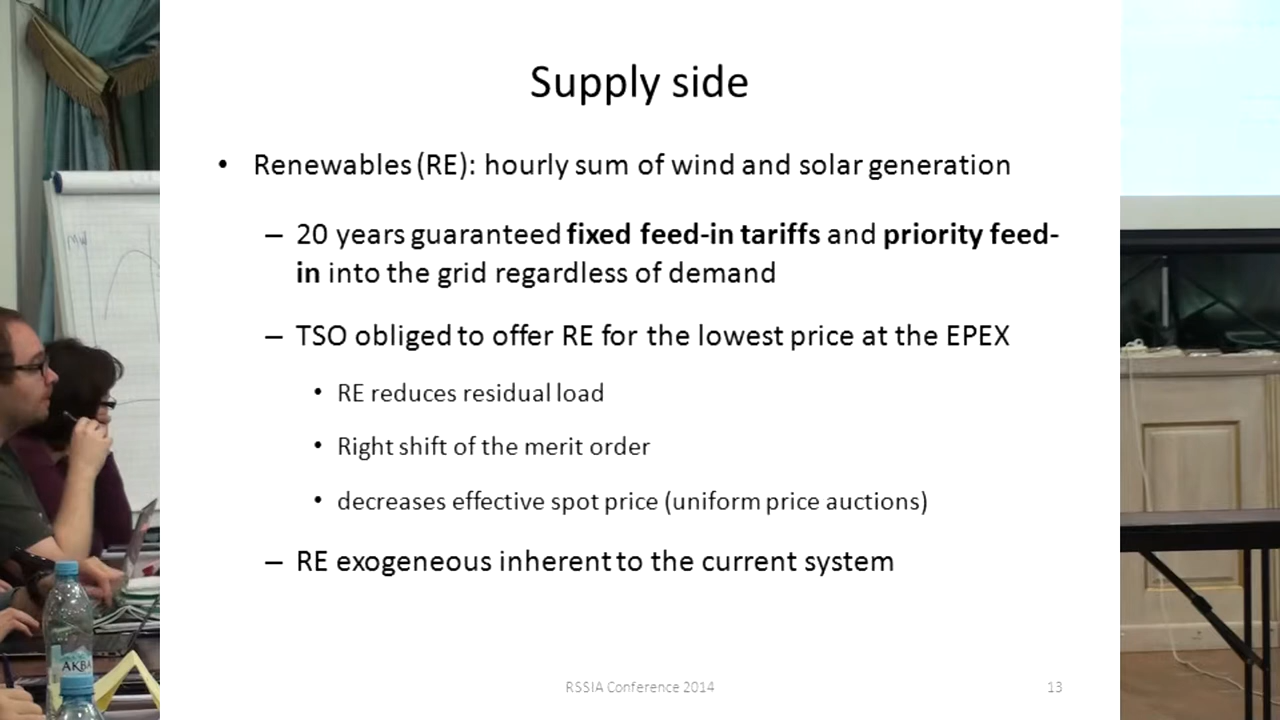 Supply side
• Renewables (RE): hourly sum of wind and solar generation
– 20 years guaranteed fixed feed-in tariffs and priority feed-
in into the grid regardless of demand
– TSO obliged to offer RE for the lowest price at the EPEX
• RE reduces residual load
• Right shift of the merit order
• decreases effective spot price (uniform price auctions)
– RE exogeneous inherent to the current system
RSSIA Conference 2014
13
MW
АКВА